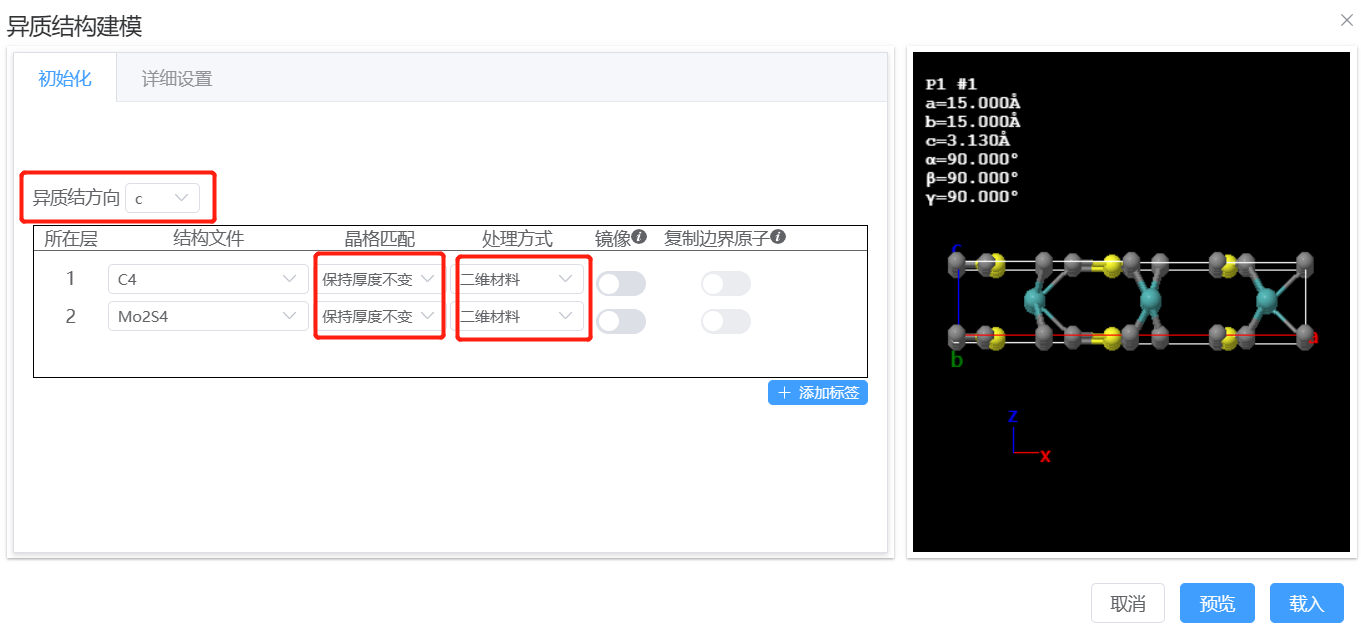 异质结构建模
初始化 详细设置
异质结方向 c
所在层 结构文件 晶格匹配 处理方式 镜像 复制边界原子
1 C4 保持厚度不变 二维材料
2 Mo2S4 保持厚度不变 二维材料
+ 添加标签
P1 #1
a=15.000Å
b=15.000Å
c=3.130Å
α=90.000°
β=90.000°
γ=90.000°
c
a
b
z
x
取消 预览 载入